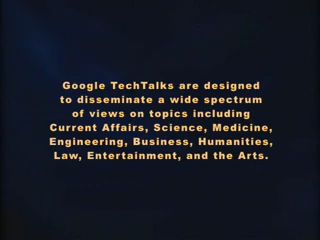 Google TechTalks are designed
to disseminate a wide spectrum
of views on topics including
Current Affairs, Science, Medicine,
Engineering, Business, Humanities,
Law, Entertainment, and the Arts.